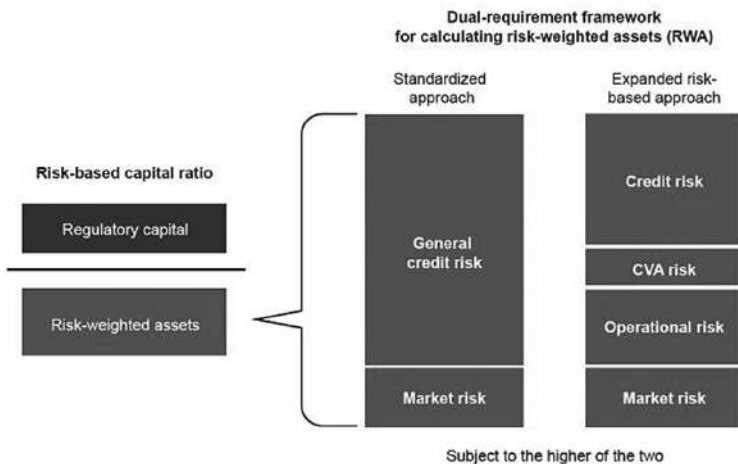 Dual-requirement framework
for calculating risk-weighted assets (RWA)
Standardized
approach
Expanded risk-
based approach
Risk-based capital ratio
Regulatory capital
Risk-weighted assets
General
credit risk
Market risk
Credit risk
CVA risk
Operational risk
Market risk
Subject to the higher of the two